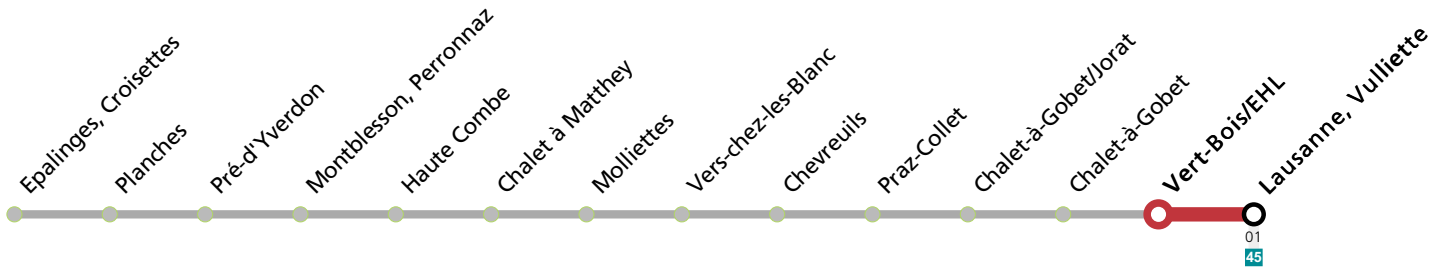 Epalinges, Croisettes
Planches
Pré-d'Yverdon
Montblesson, Perronnaz
Haute Combe
Chalet à Matthey
Molliettes
Vers-chez-les-Blanc
Chevreuils
Praz-Collet
Chalet-à-Gobet/Jorat
Chalet-à-Gobet
Vert-Bois/EHL
Lausanne, Vulliette
01
45